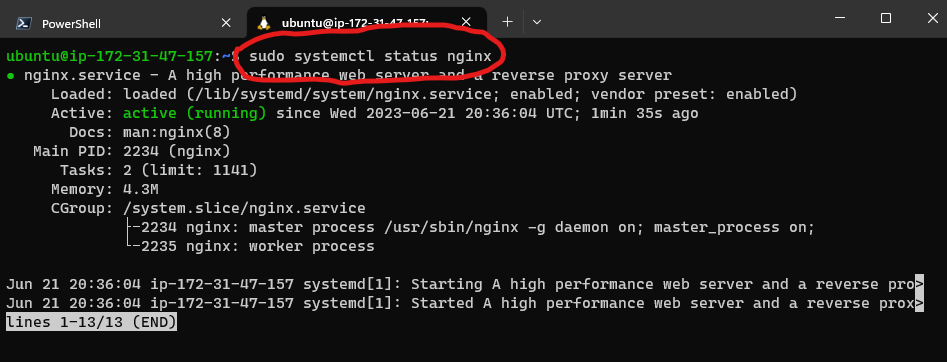 PowerShell
ubuntu@ip-172-31-47-157:
ubuntu@ip-172-31-47-157:~$ sudo systemctl status nginx
● nginx.service - A high performance web server and a reverse proxy server
Loaded: loaded (/lib/systemd/system/nginx.service; enabled; vendor preset: enabled)
Active: active (running) since Wed 2023-06-21 20:36:04 UTC; 1min 35s ago
Docs: man:nginx(8)
Main PID: 2234 (nginx)
Tasks: 2 (limit: 1141)
Memory: 4.3M
CGroup: /system.slice/nginx.service
├─2234 nginx: master process /usr/sbin/nginx -g daemon on; master_process on;
└─2235 nginx: worker process
Jun 21 20:36:04 ip-172-31-47-157 systemd[1]: Starting A high performance web server and a reverse pro>
Jun 21 20:36:04 ip-172-31-47-157 systemd[1]: Started A high performance web server and a reverse prox>
lines 1-13/13 (END)